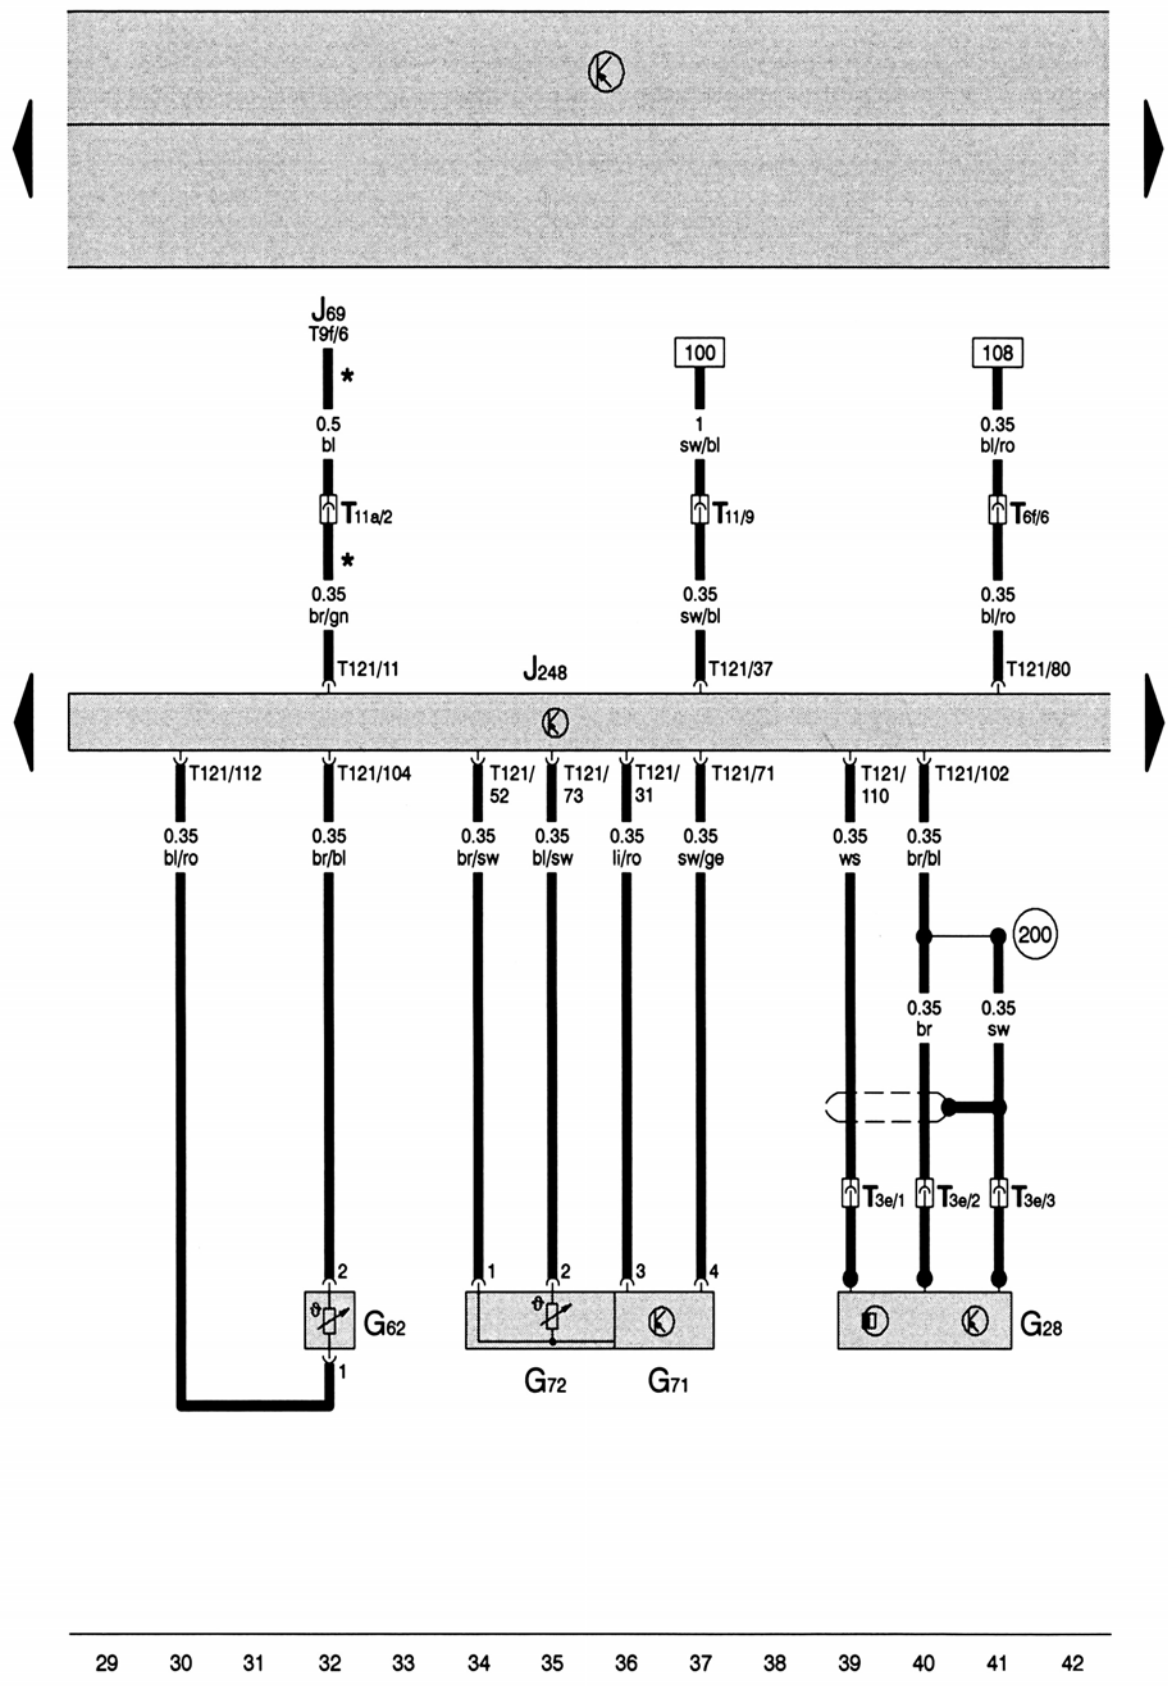 J69
T9f/6
100
108
*
0.5
bl
1
sw/bl
0.35
bl/ro
T11a/2
T11/9
T6f/6
*
0.35
br/gn
0.35
sw/bl
0.35
bl/ro
T121/11
J248
T121/37
T121/80
T121/112
T121/104
T121/
52
T121/
73
T121/
31
T121/71
T121/
110
T121/102
0.35
bl/ro
0.35
br/bl
0.35
br/sw
0.35
bl/sw
0.35
li/ro
0.35
sw/ge
0.35
ws
0.35
br/bl
200
0.35
br
0.35
sw
T3e/1
T3e/2
T3e/3
2
1
2
3
4
ϑ
G62
ϑ
G28
1
G72
G71
29 30 31 32 33 34 35 36 37 38 39 40 41 42